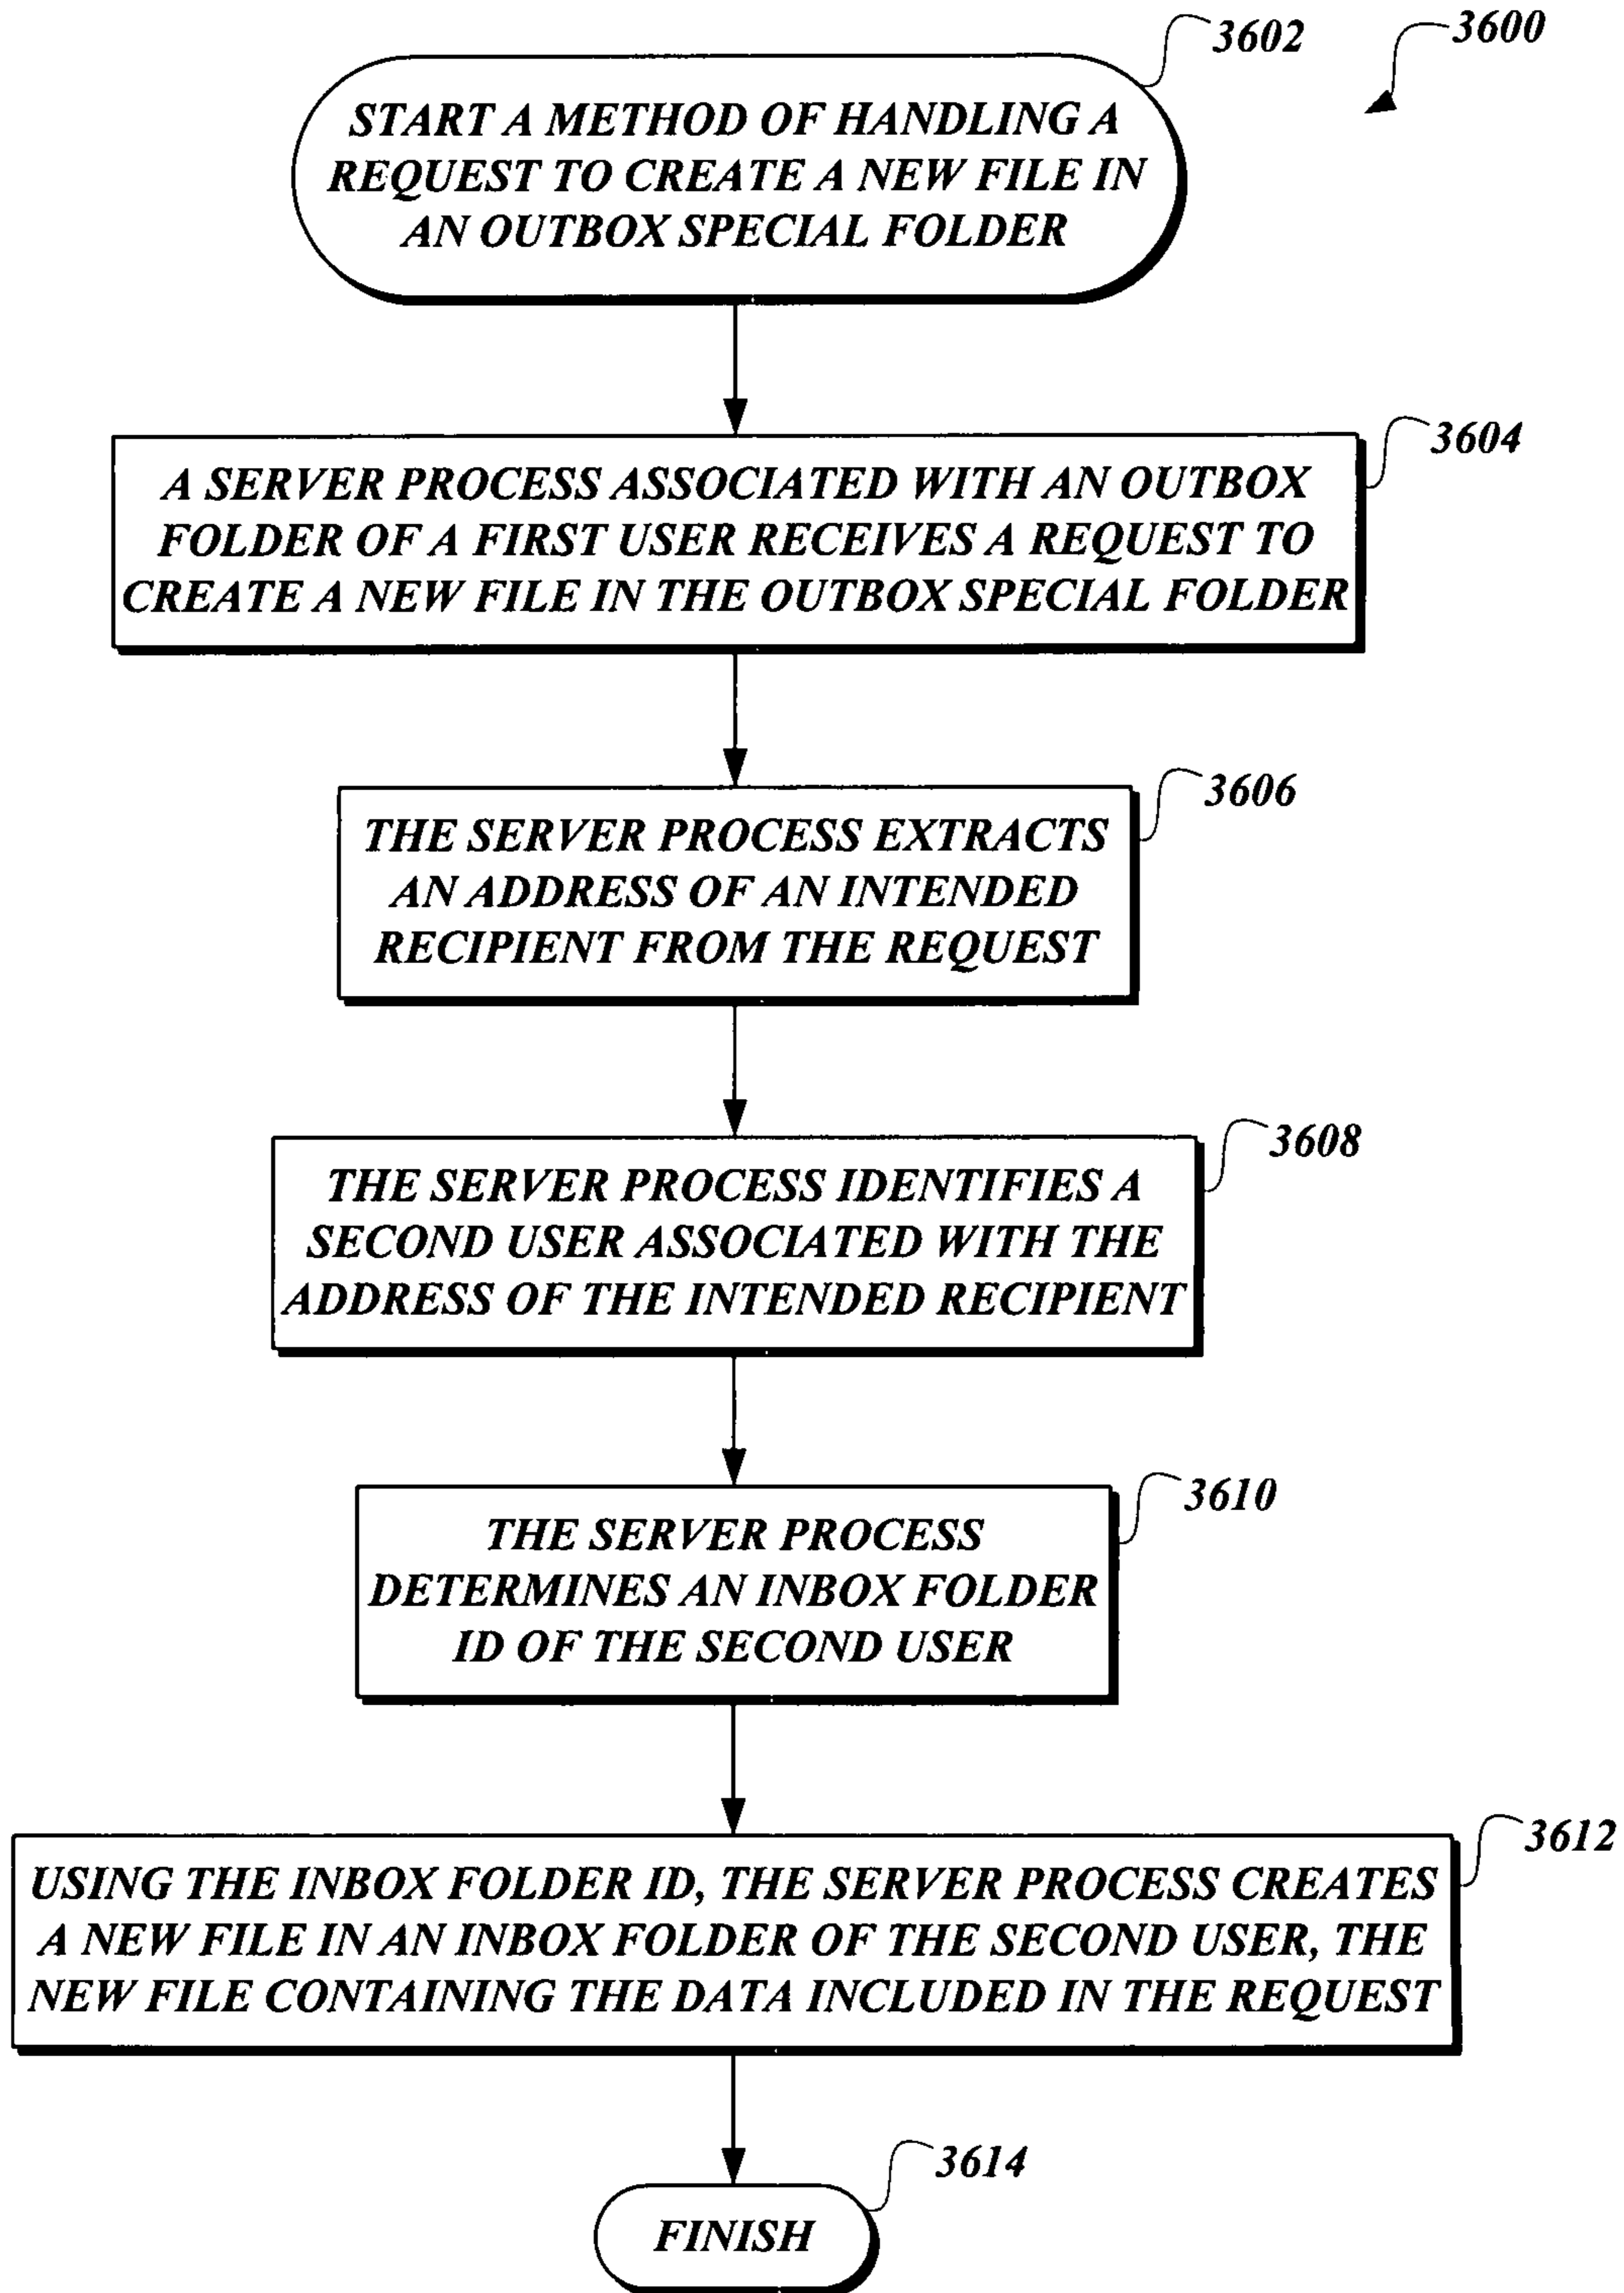 3602
3600
START A METHOD OF HANDLING A
REQUEST TO CREATE A NEW FILE IN
AN OUTBOX SPECIAL FOLDER
3604
A SERVER PROCESS ASSOCIATED WITH AN OUTBOX
FOLDER OF A FIRST USER RECEIVES A REQUEST TO
CREATE A NEW FILE IN THE OUTBOX SPECIAL FOLDER
3606
THE SERVER PROCESS EXTRACTS
AN ADDRESS OF AN INTENDED
RECIPIENT FROM THE REQUEST
3608
THE SERVER PROCESS IDENTIFIES A
SECOND USER ASSOCIATED WITH THE
ADDRESS OF THE INTENDED RECIPIENT
3610
THE SERVER PROCESS
DETERMINES AN INBOX FOLDER
ID OF THE SECOND USER
3612
USING THE INBOX FOLDER ID, THE SERVER PROCESS CREATES
A NEW FILE IN AN INBOX FOLDER OF THE SECOND USER, THE
NEW FILE CONTAINING THE DATA INCLUDED IN THE REQUEST
3614
FINISH